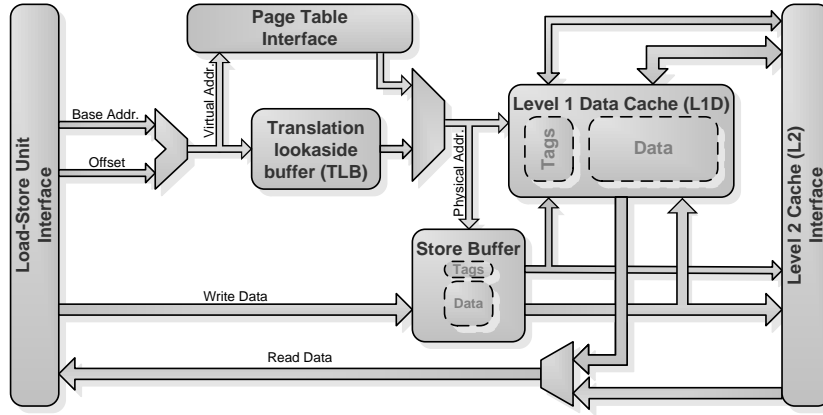 Page Table
Interface
Level 1 Data Cache (L1D)
Tags
Data
Base Addr.
Offset
Virtual Addr.
Translation
lookaside
buffer (TLB)
Physical Addr.
Load-Store Unit
Interface
Level 2 Cache (L2)
Interface
Store Buffer
Tags
Data
Write Data
Read Data